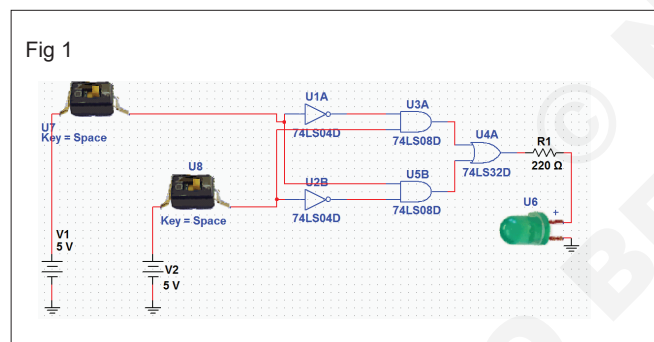 Fig 1
U7
Key = Space
U8
Key = Space
V1
5 V
V2
5 V
U1A
74LS04D
U2B
74LS04D
U3A
74LS08D
U5B
74LS08D
U4A
74LS32D
R1
220 Ω
U6
+
©